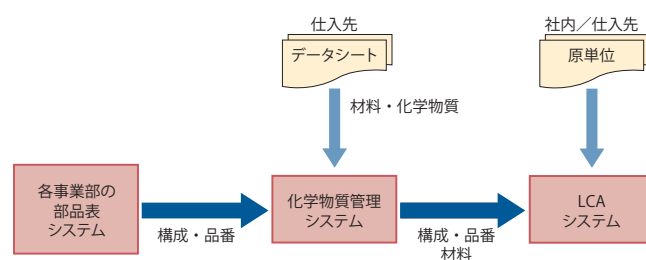 仕入先
社内／仕入先
データシート
原単位
材料・化学物質
各事業部の
部品表
システム
化学物質管理
システム
LCA
システム
構成・品番
構成・品番
材料